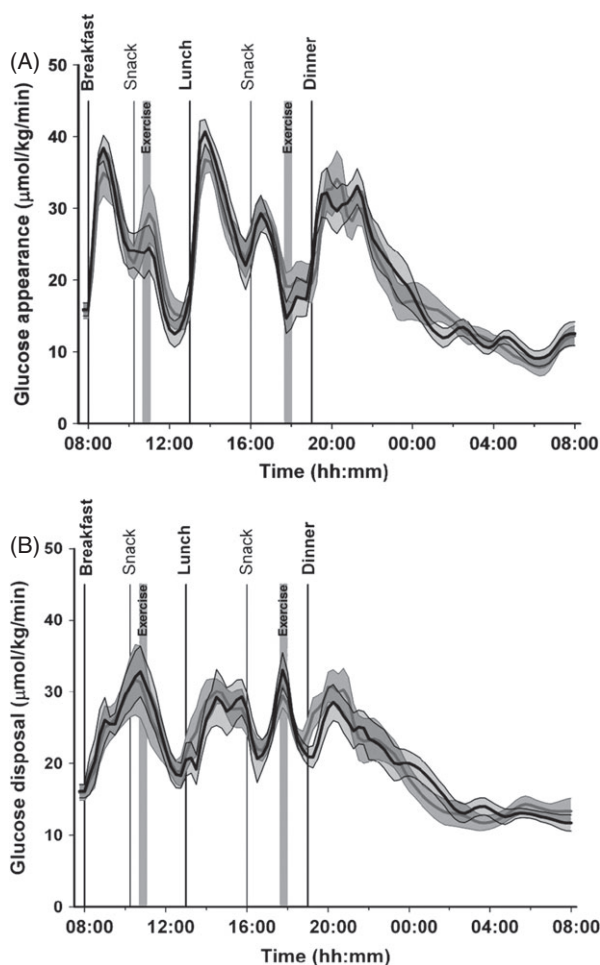 (A)
Breakfast
Snack
Exercise
Lunch
Snack
Exercise
Dinner
Glucose appearance (μmol/kg/min)
50
40
30
20
10
0
08:00 12:00 16:00 20:00 00:00 04:00 08:00
Time (hh:mm)
(B)
Breakfast
Snack
Exercise
Lunch
Snack
Exercise
Dinner
Glucose disposal (μmol/kg/min)
50
40
30
20
10
0
08:00 12:00 16:00 20:00 00:00 04:00 08:00
Time (hh:mm)